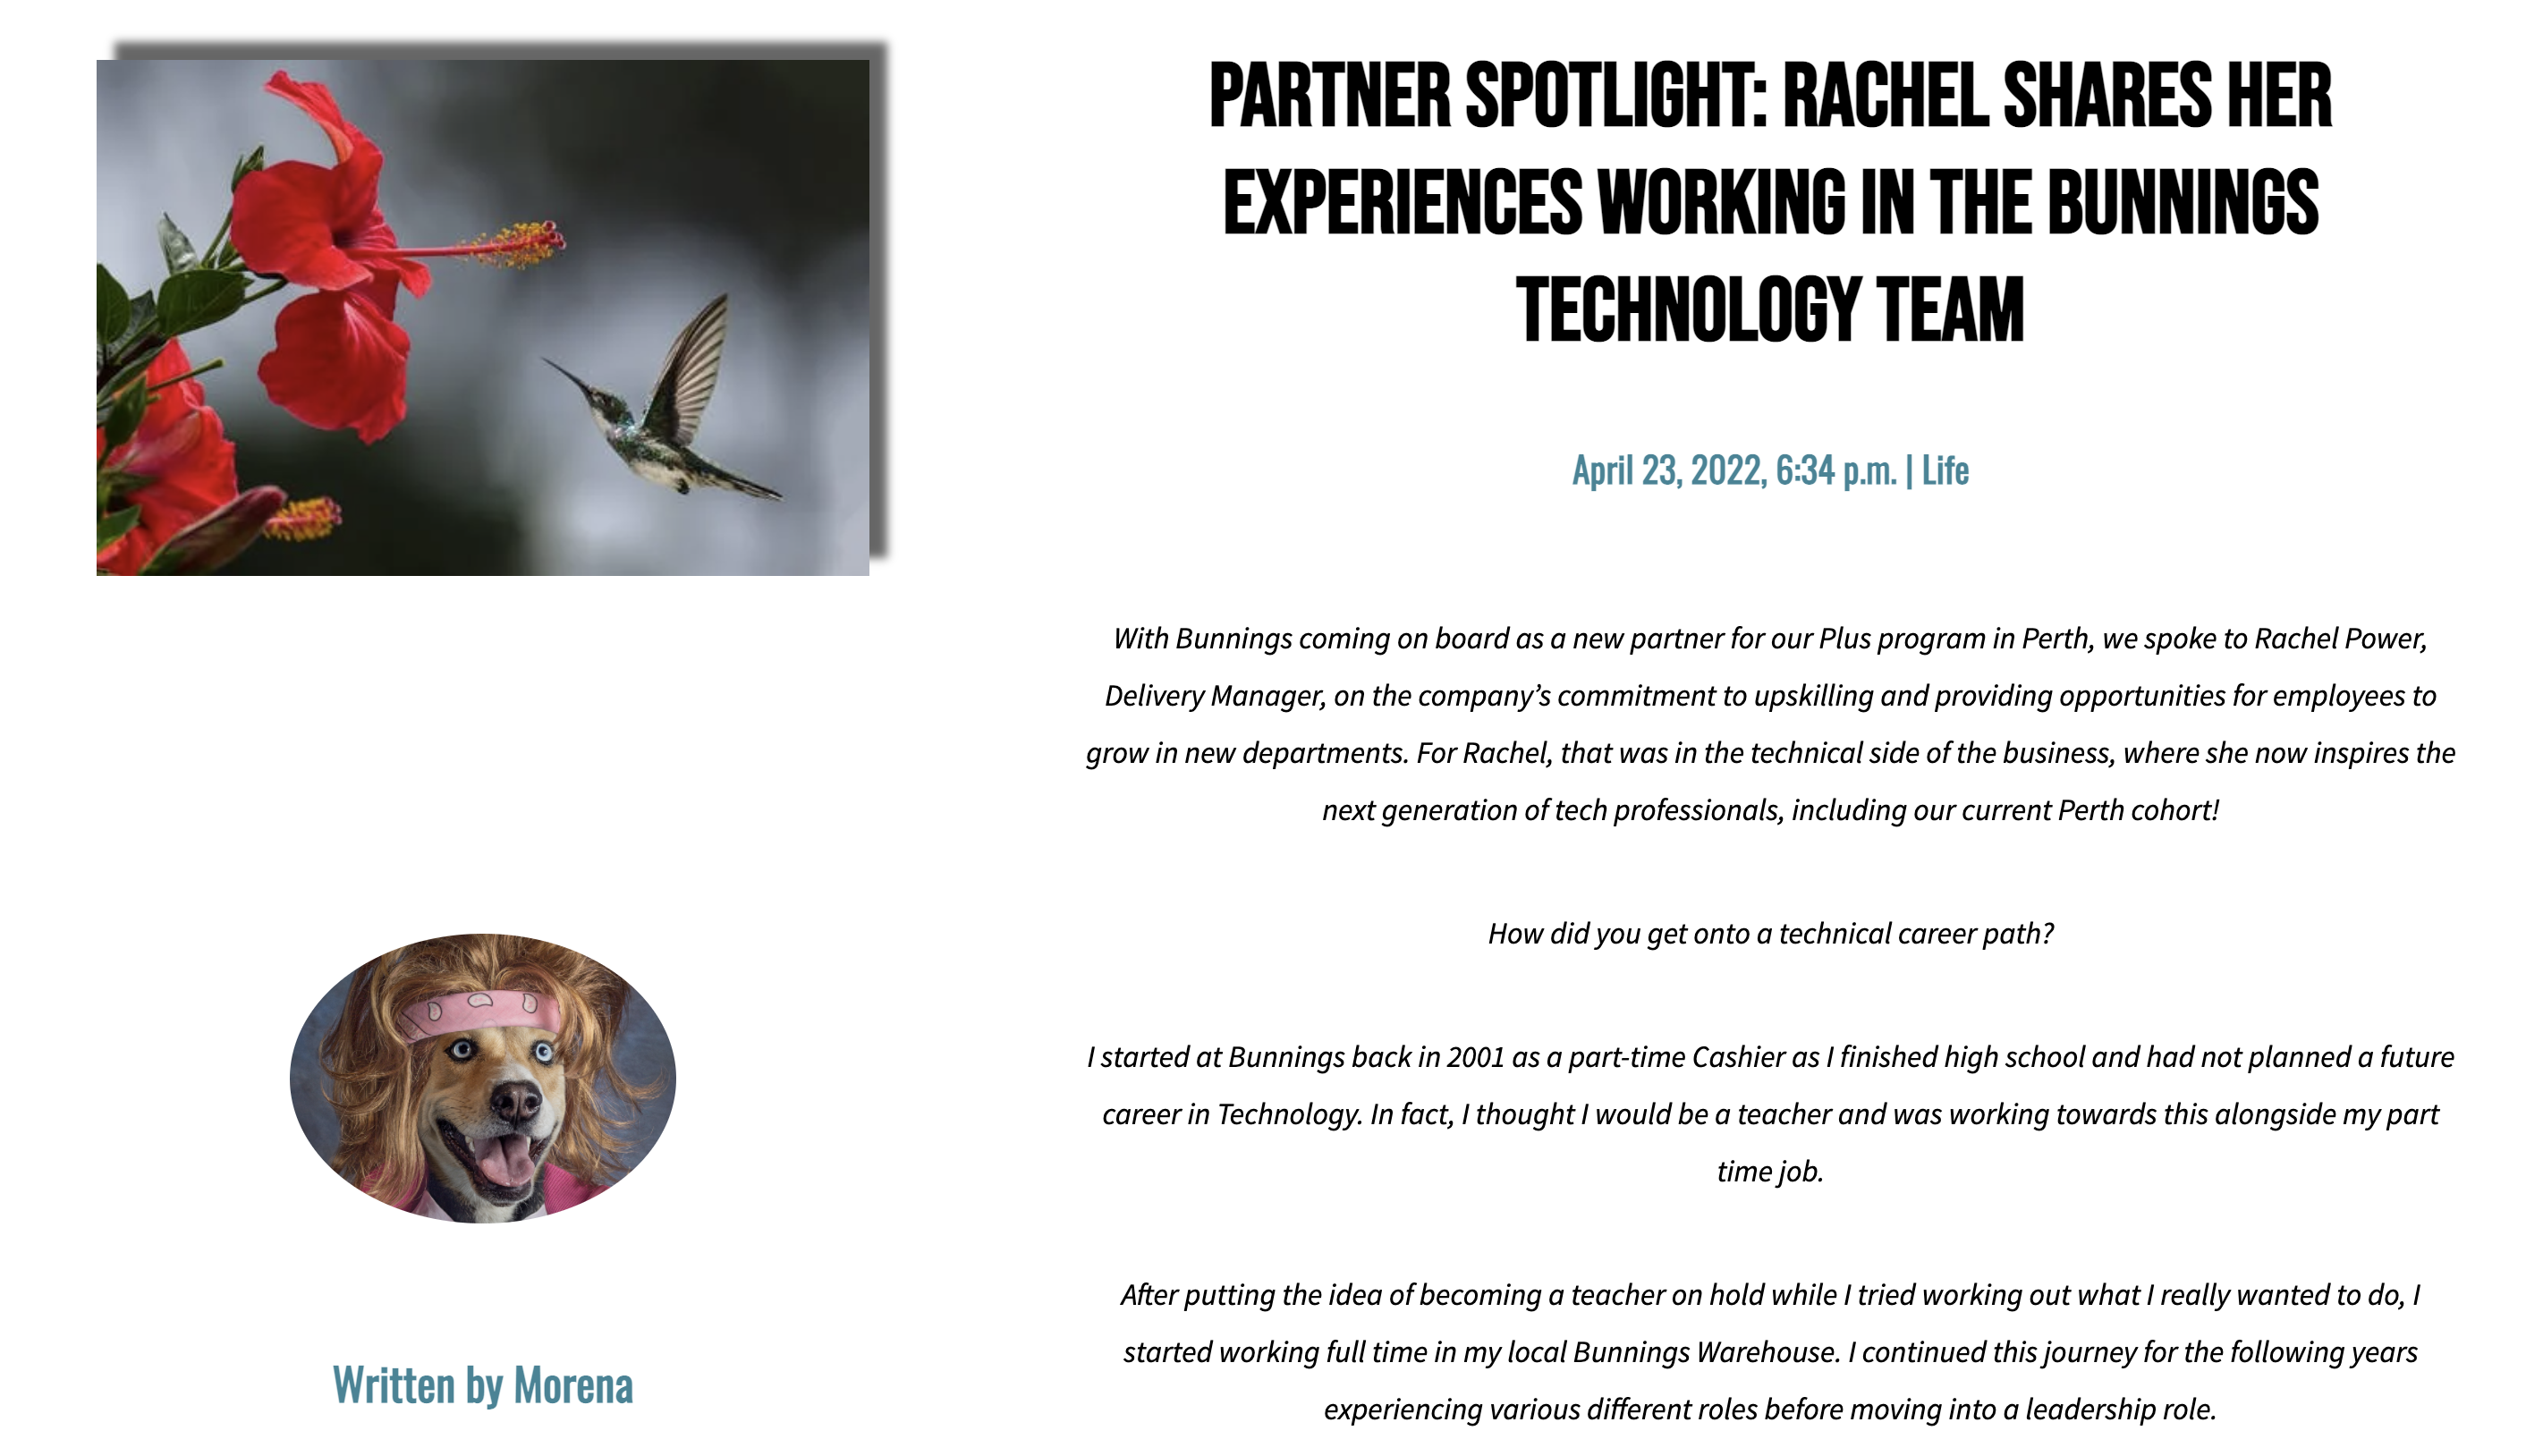 PARTNER SPOTLIGHT: RACHEL SHARES HER
EXPERIENCES WORKING IN THE BUNNINGS
TECHNOLOGY TEAM
April 23, 2022, 6:34 p.m. | Life
With Bunnings coming on board as a new partner for our Plus program in Perth, we spoke to Rachel Power,
Delivery Manager, on the company’s commitment to upskilling and providing opportunities for employees to
grow in new departments. For Rachel, that was in the technical side of the business, where she now inspires the
next generation of tech professionals, including our current Perth cohort!
How did you get onto a technical career path?
I started at Bunnings back in 2001 as a part-time Cashier as I finished high school and had not planned a future
career in Technology. In fact, I thought I would be a teacher and was working towards this alongside my part
time job.
After putting the idea of becoming a teacher on hold while I tried working out what I really wanted to do, I
started working full time in my local Bunnings Warehouse. I continued this journey for the following years
experiencing various different roles before moving into a leadership role.
Written by Morena